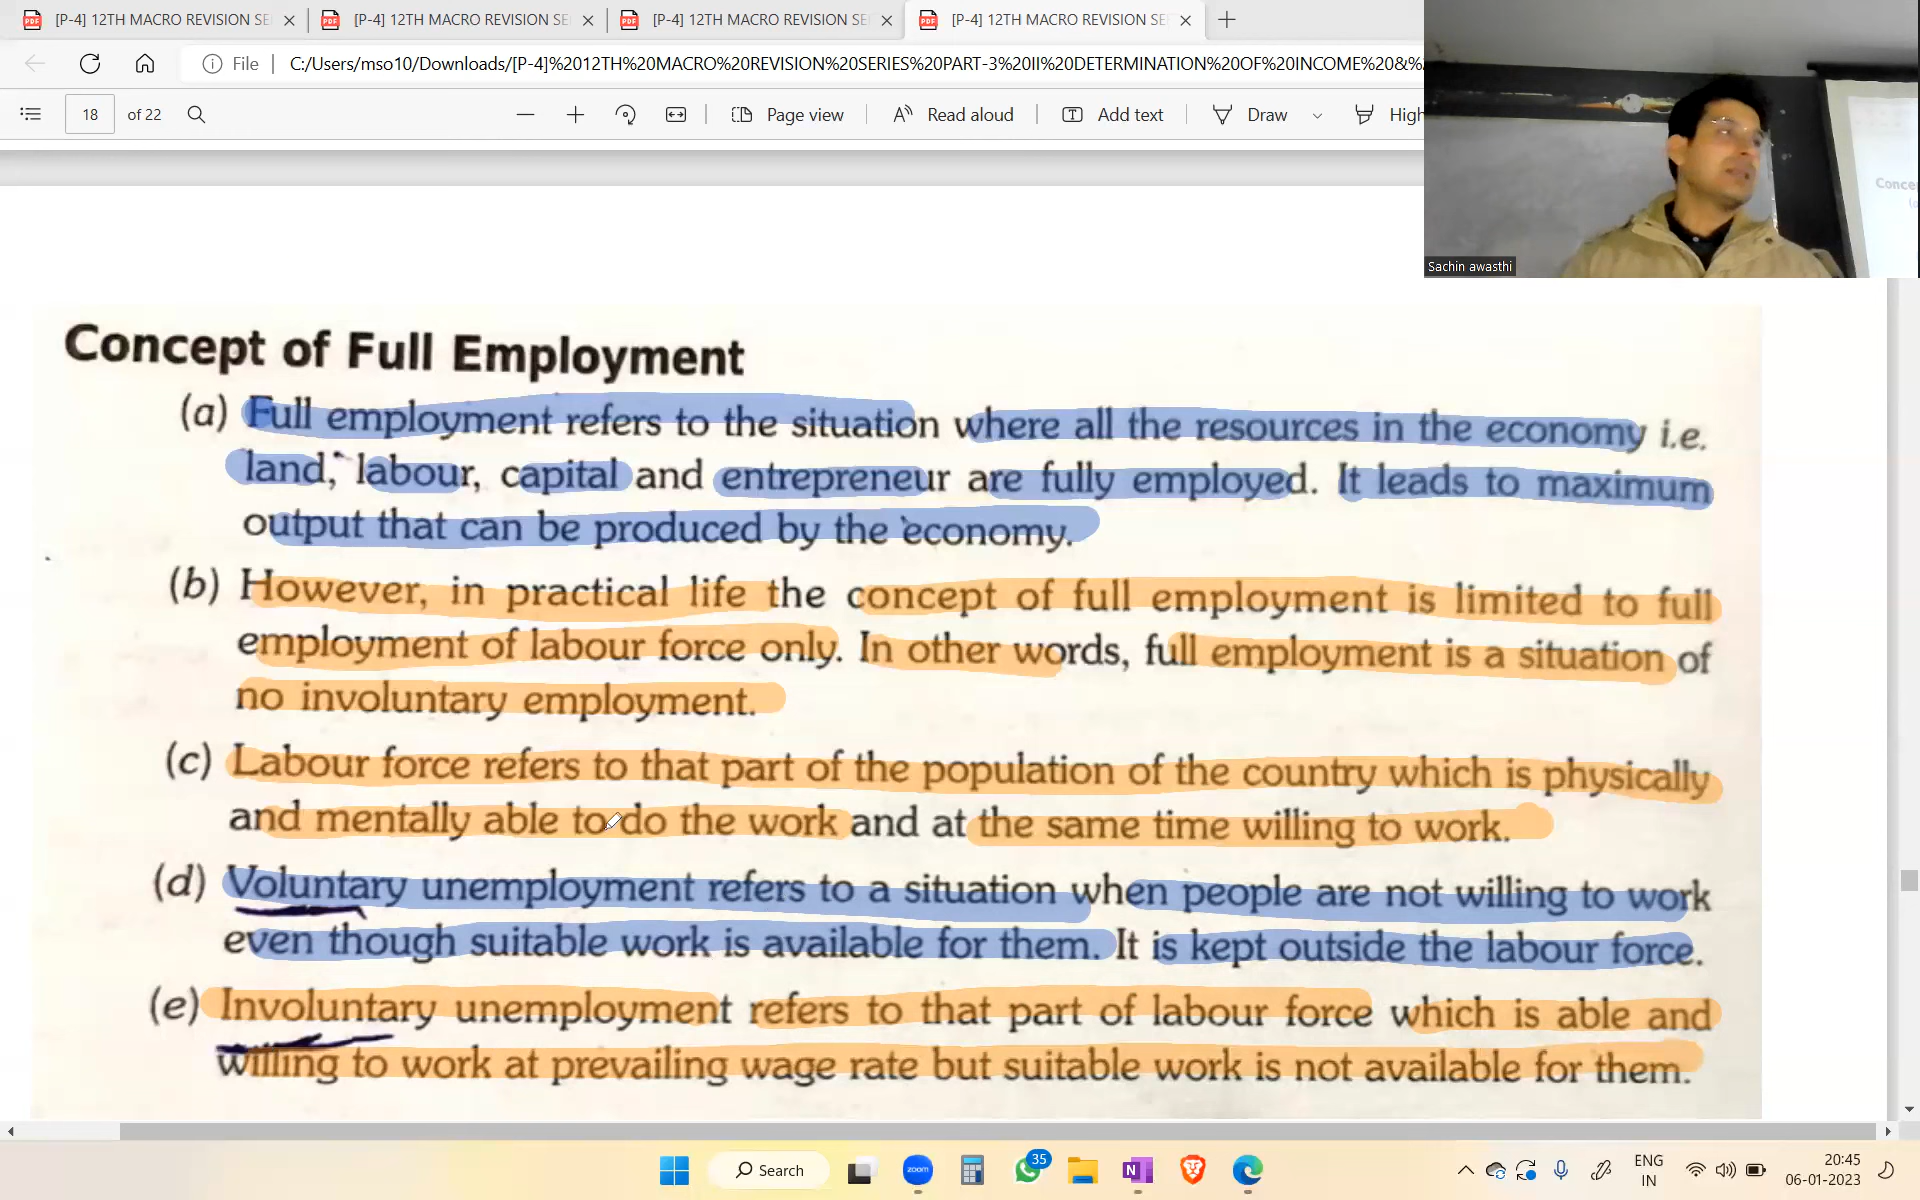 [P-4] 12TH MACRO REVISION SE
[P-4] 12TH MACRO REVISION SE
[P-4] 12TH MACRO REVISION SE
[P-4] 12TH MACRO REVISION SE
File
C:/Users/mso10/Downloads/[P-4]%2012TH%20MACRO%20REVISION%20SERIES%20PART-3%20II%20DETERMINATION%20OF%20INCOME%20&%
18 of 22
Page view
Read aloud
Add text
Draw
High
Conce
Sachin awasthi
Concept of Full Employment
(a) Full employment refers to the situation where all the resources in the economy i.e.
land, labour, capital and entrepreneur are fully employed. It leads to maximum
output that can be produced by the economy.
(b) However, in practical life the concept of full employment is limited to full
employment of labour force only. In other words, full employment is a situation of
no involuntary employment.
(c) Labour force refers to that part of the population of the country which is physically
and mentally able to do the work and at the same time willing to work.
(d) Voluntary unemployment refers to a situation when people are not willing to work
even though suitable work is available for them. It is kept outside the labour force.
(e) Involuntary unemployment refers to that part of labour force which is able and
willing to work at prevailing wage rate but suitable work is not available for them.
Search
zoom
35
N
ENG
IN
20:45
06-01-2023